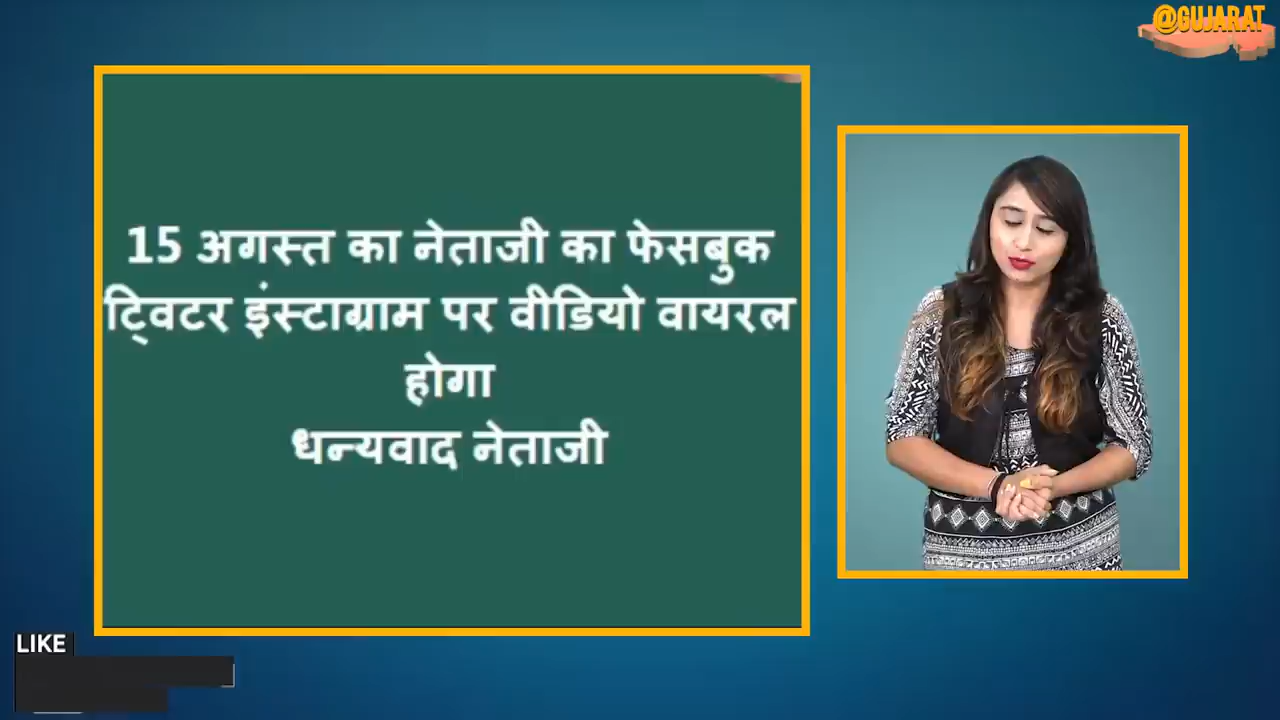 @GUJARAT
15 अगस्त का नेताजी का फेसबुक
ट्विटर इंस्टाग्राम पर वीडियो वायरल
होगा
धन्यवाद नेताजी
LIKE